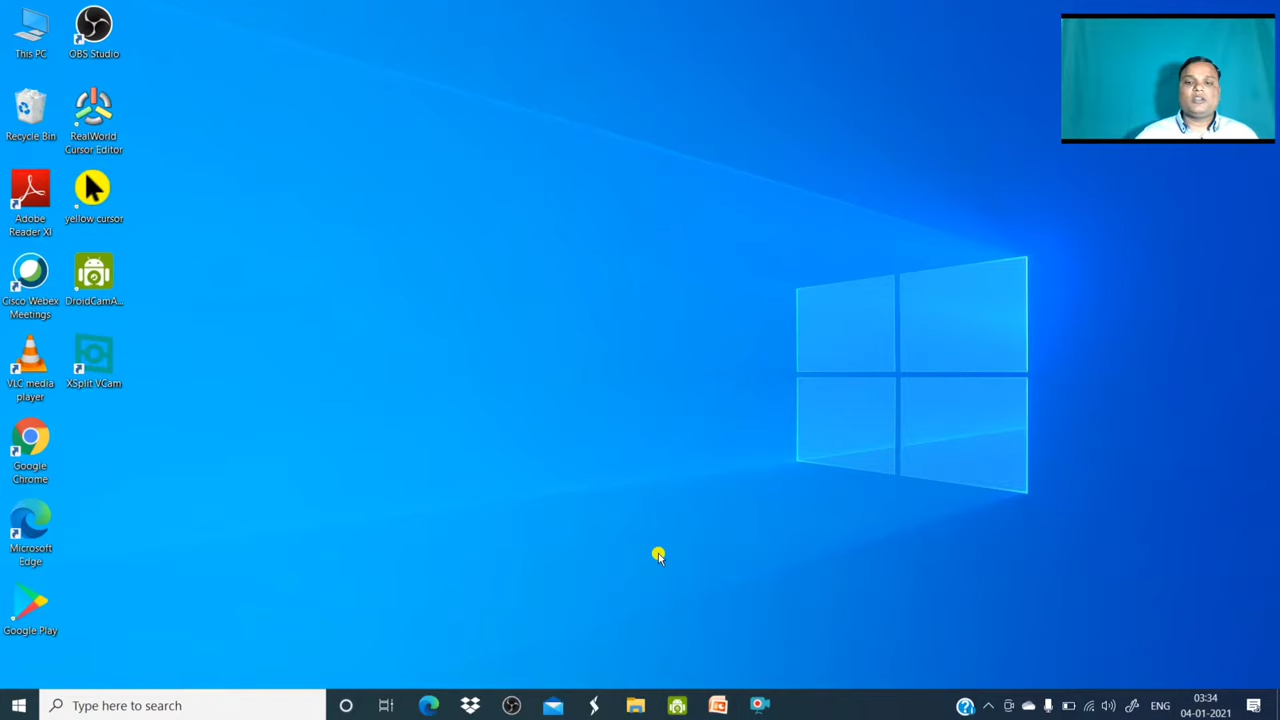 This PC
OBS Studio
Recycle Bin
RealWorld
Cursor Editor
Adobe
Reader XI
yellow cursor
Cisco Webex
Meetings
DroidCamA...
VLC media
player
XSplit VCam
Google
Chrome
Microsoft
Edge
Google Play
Type here to search
ENG
03:34
04-01-2021